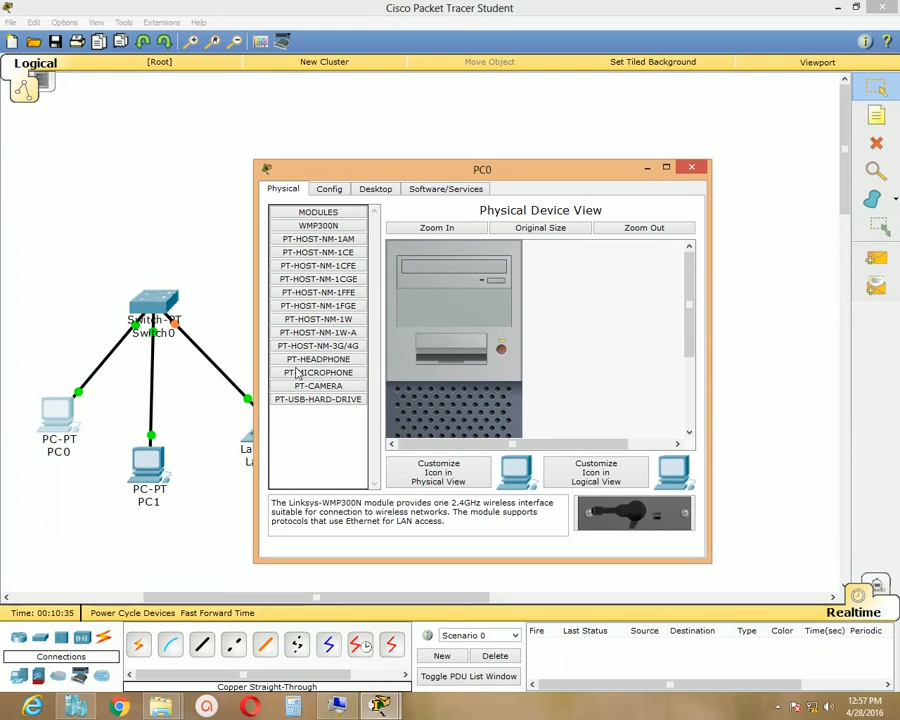 Cisco Packet Tracer Student
File Edit Options View Tools Extensions Help
Logical [Root] New Cluster Move Object Set Tiled Background Viewport
PC0
Physical Config Desktop Software/Services
MODULES
WMP300N
PT-HOST-NM-1AM
PT-HOST-NM-1CE
PT-HOST-NM-1CFE
PT-HOST-NM-1CGE
PT-HOST-NM-1FFE
PT-HOST-NM-1FGE
PT-HOST-NM-1W
PT-HOST-NM-1W-A
PT-HOST-NM-3G/4G
PT-HEADPHONE
PT-MICROPHONE
PT-CAMERA
PT-USB-HARD-DRIVE
Physical Device View
Zoom In Original Size Zoom Out
Customize
Icon in
Physical View
Customize
Icon in
Logical View
The Linksys-WMP300N module provides one 2.4GHz wireless interface
suitable for connection to wireless networks. The module supports
protocols that use Ethernet for LAN access.
Switch-PT
Switch0
PC-PT
PC0
PC-PT
PC1
La
La
Time: 00:10:35 Power Cycle Devices Fast Forward Time
Realtime
Connections
Copper Straight-Through
Scenario 0
New Delete
Toggle PDU List Window
Fire Last Status Source Destination Type Color Time(sec) Periodic
12:57 PM
4/28/2016